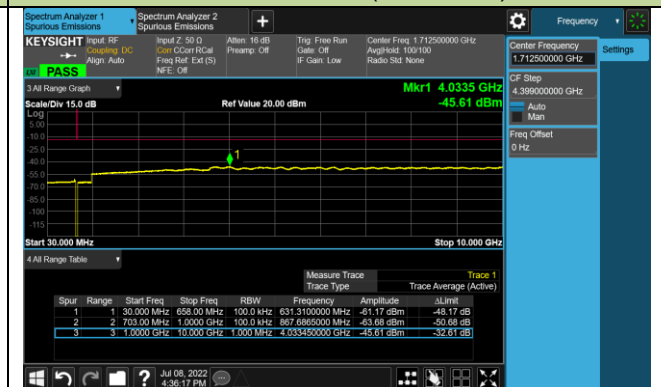 Spectrum Analyzer 1
Spurious Emissions
Spectrum Analyzer 2
Spurious Emissions
Frequency
KEYSIGHT
Input: RF
Coupling: DC
Align: Auto
Input Z: 50 Ω
Corr CCorr RCal
Freq Ref: Ext (S)
NFE: Off
Atten: 16 dB
Preamp: Off
Trig: Free Run
Gate: Off
IF Gain: Low
Center Freq: 1.712500000 GHz
Avg|Hold: 100/100
Radio Std: None
LW PASS
Center Frequency
1.712500000 GHz
Settings
CF Step
4.399000000 GHz
Auto
Man
Freq Offset
0 Hz
3 All Range Graph
Mkr1 4.0335 GHz
Scale/Div 15.0 dB
Ref Value 20.00 dBm
-45.61 dBm
Log
5.00
-10.0
-25.0
-40.0
-55.0
-70.0
-85.0
-100
-115
1
Start 30.000 MHz
Stop 10.000 GHz
4 All Range Table
Measure Trace Trace 1
Trace Type Trace Average (Active)
Spur Range Start Freq Stop Freq RBW Frequency Amplitude ΔLimit
1 1 30.000 MHz 658.00 MHz 100.0 kHz 631.3100000 MHz -61.17 dBm -48.17 dB
2 2 703.00 MHz 1.0000 GHz 100.0 kHz 867.6865000 MHz -63.68 dBm -50.68 dB
3 3 1.0000 GHz 10.000 GHz 1.000 MHz 4.033450000 GHz -45.61 dBm -32.61 dB
Jul 08, 2022
4:36:17 PM